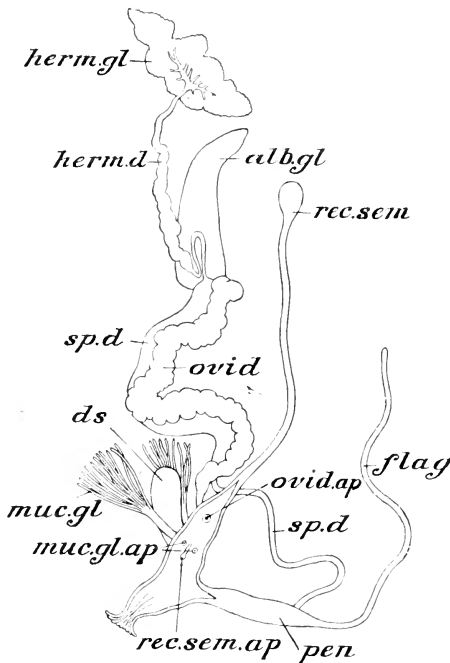 herm.gl
herm.d
alb.gl
rec.sem
sp.d
ovid
ds
flag
ovid.ap
muc.gl
sp.d
muc.gl.ap
rec.sem.ap
pen